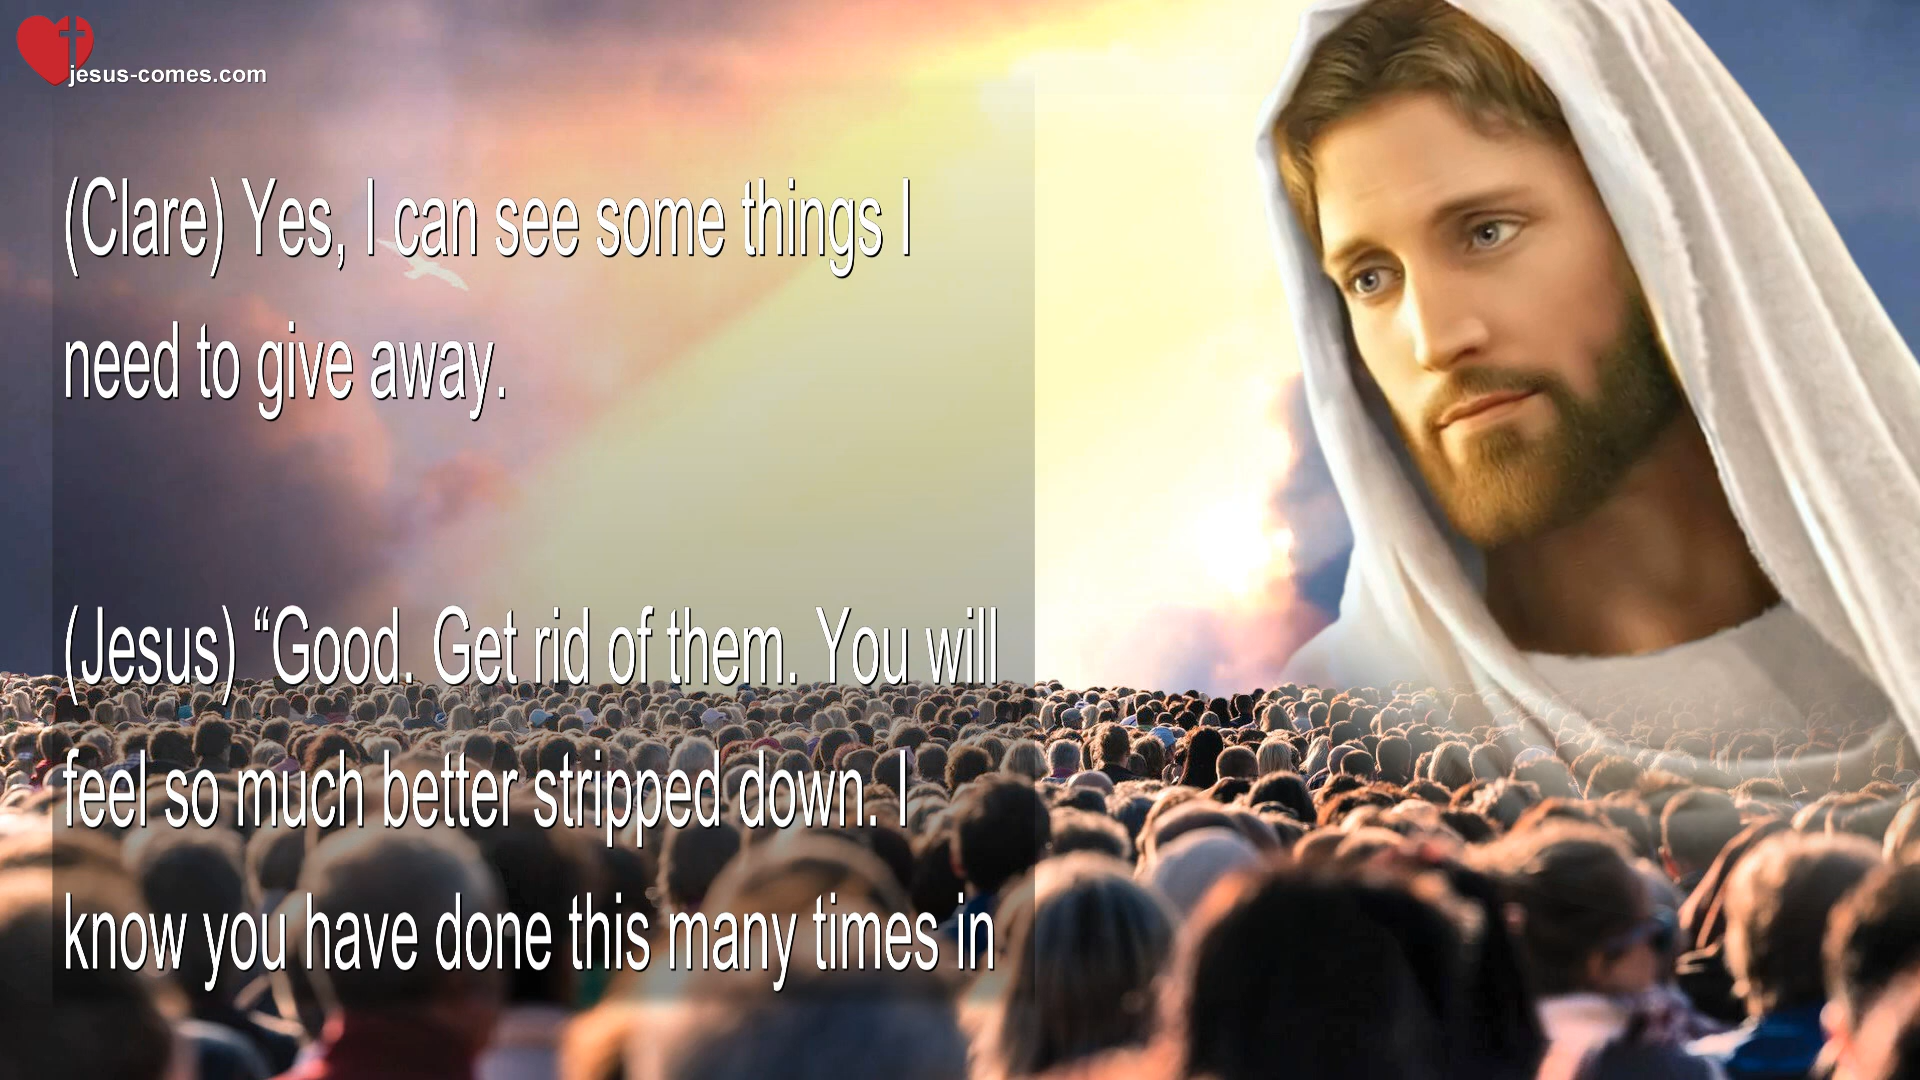 jesus-comes.com
(Clare) Yes, I can see some things I
need to give away.
(Jesus) “Good. Get rid of them. You will
feel so much better stripped down. I
know you have done this many times in